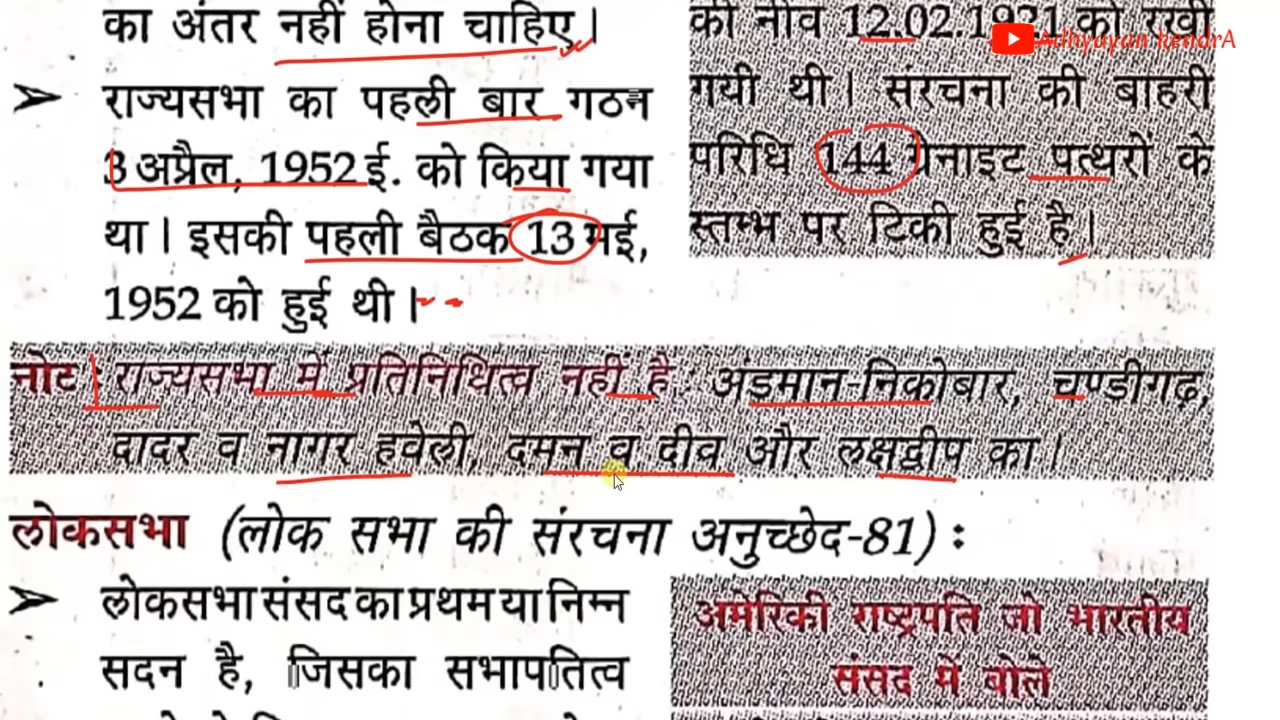 का अंतर नहीं होना चाहिए।
➤ राज्यसभा का पहली बार गठन
3 अप्रैल, 1952 ई. को किया गया
था। इसकी पहली बैठक 13 मई,
1952 को हुई थी।
की नींव 12.02.1921 को रखी
गयी थी। संरचना की बाहरी
परिधि 144 ग्रेनाइट पत्थरों के
स्तम्भ पर टिकी हुई है।
Adhyayan kendrA
नोट : राज्यसभा में प्रतिनिधित्व नहीं है : अंडमान-निकोबार, चण्डीगढ़,
दादर व नागर हवेली, दमन व दीव और लक्षद्वीप का।
लोकसभा (लोक सभा की संरचना अनुच्छेद-81) :
➤ लोकसभा संसद का प्रथम या निम्न
सदन है, जिसका सभापतित्व
अमेरिकी राष्ट्रपति जो भारतीय
संसद में बोले